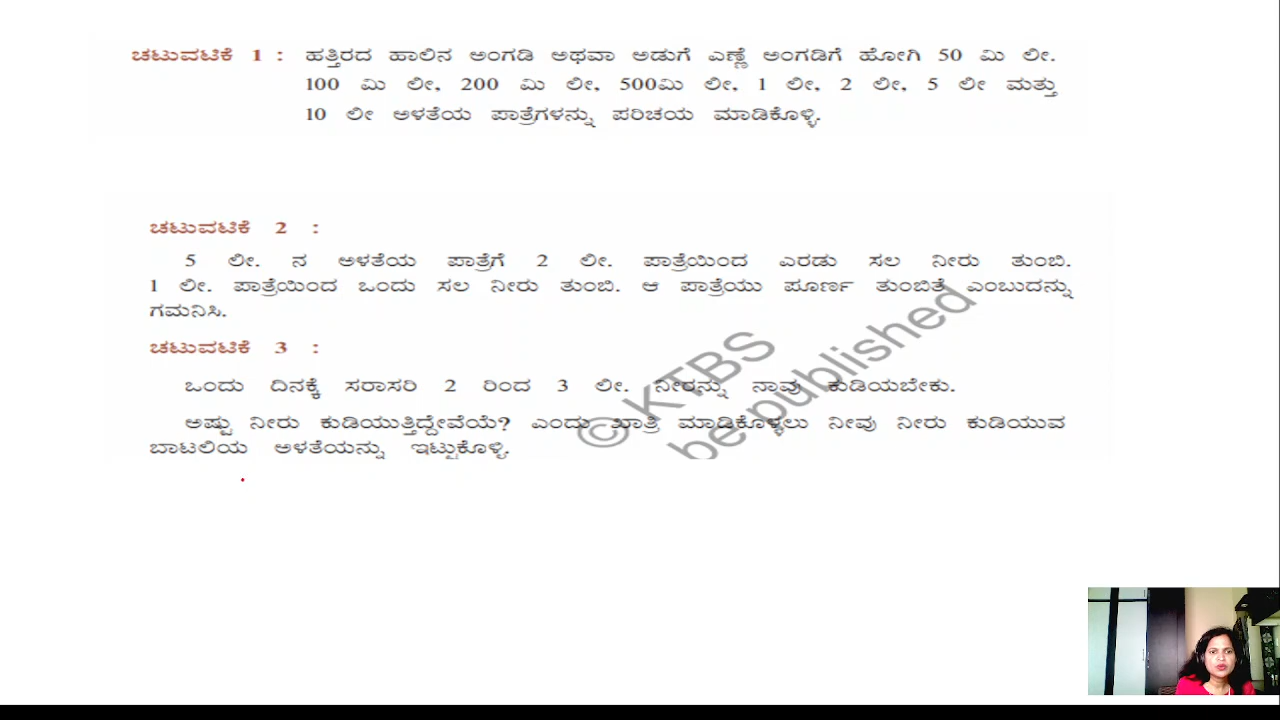 ಚಟುವಟಿಕೆ 1 : ಹತ್ತಿರದ ಹಾಲಿನ ಅಂಗಡಿ ಅಥವಾ ಅಡುಗೆ ಎಣ್ಣೆ ಅಂಗಡಿಗೆ ಹೋಗಿ 50 ಮಿ ಲೀ.
100 ಮಿ ಲೀ, 200 ಮಿ ಲೀ, 500ಮಿ ಲೀ, 1 ಲೀ, 2 ಲೀ, 5 ಲೀ ಮತ್ತು
10 ಲೀ ಅಳತೆಯ ಪಾತ್ರೆಗಳನ್ನು ಪರಿಚಯ ಮಾಡಿಕೊಳ್ಳಿ.
ಚಟುವಟಿಕೆ 2 :
5 ಲೀ. ನ ಅಳತೆಯ ಪಾತ್ರೆಗೆ 2 ಲೀ. ಪಾತ್ರೆಯಿಂದ ಎರಡು ಸಲ ನೀರು ತುಂಬಿ.
1 ಲೀ. ಪಾತ್ರೆಯಿಂದ ಒಂದು ಸಲ ನೀರು ತುಂಬಿ. ಆ ಪಾತ್ರೆಯು ಪೂರ್ಣ ತುಂಬಿತೆ ಎಂಬುದನ್ನು
ಗಮನಿಸಿ.
ಚಟುವಟಿಕೆ 3 :
ಒಂದು ದಿನಕ್ಕೆ ಸರಾಸರಿ 2 ರಿಂದ 3 ಲೀ. ನೀರನ್ನು ನಾವು ಕುಡಿಯಬೇಕು.
ಅಷ್ಟು ನೀರು ಕುಡಿಯುತ್ತಿದ್ದೇವೆಯೆ? ಎಂದು ಖಾತ್ರಿ ಮಾಡಿಕೊಳ್ಳಲು ನೀವು ನೀರು ಕುಡಿಯುವ
ಬಾಟಲಿಯ ಅಳತೆಯನ್ನು ಇಟ್ಟುಕೊಳ್ಳಿ.
© KTBS
be published